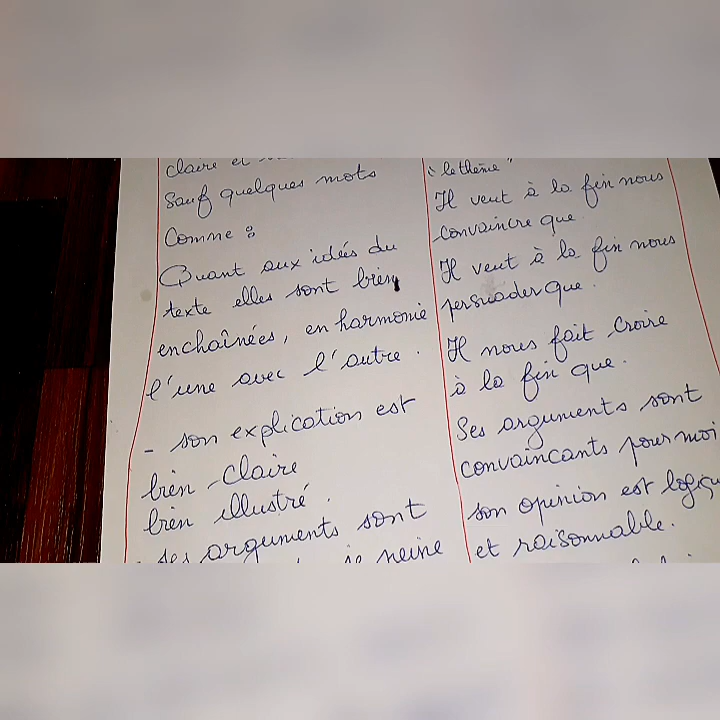 claire et
Sauf quelques mots
Comme :
Quant aux idées du
texte elles sont bien
enchaînées, en harmonie
l'une avec l'autre.
- son explication est
bien claire
bien illustré.
ses arguments sont
"le thème"
Il veut à la fin nous
convaincre que
Il veut à la fin nous
persuader que.
Il nous fait croire
à la fin que.
Ses arguments sont
convaincants pour moi
son opinion est logiqu
et raisonnable.